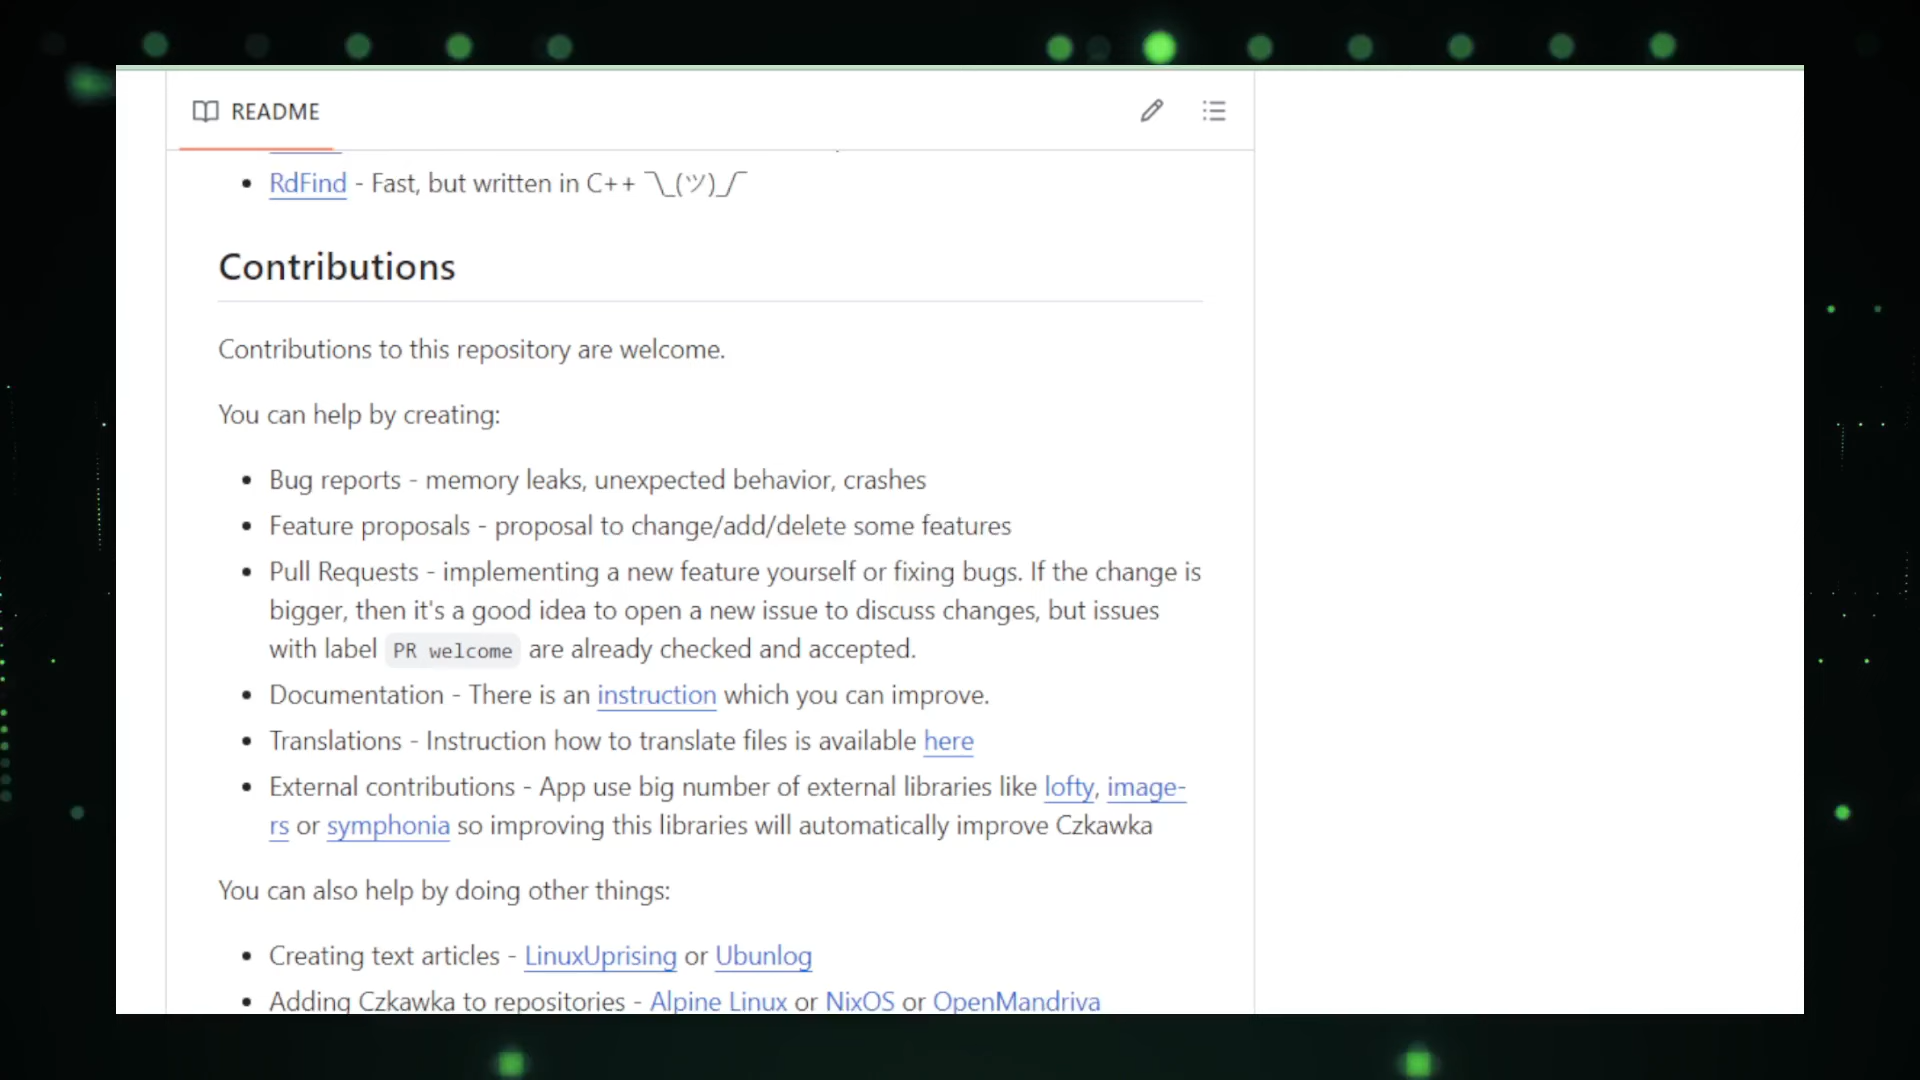 README
RdFind - Fast, but written in C++ ¯\_(ツ)_/¯
Contributions
Contributions to this repository are welcome.
You can help by creating:
• Bug reports - memory leaks, unexpected behavior, crashes
• Feature proposals - proposal to change/add/delete some features
• Pull Requests - implementing a new feature yourself or fixing bugs. If the change is
bigger, then it's a good idea to open a new issue to discuss changes, but issues
with label PR welcome are already checked and accepted.
• Documentation - There is an instruction which you can improve.
• Translations - Instruction how to translate files is available here
• External contributions - App use big number of external libraries like lofty, image-
rs or symphonia so improving this libraries will automatically improve Czkawka
You can also help by doing other things:
• Creating text articles - LinuxUprising or Ubunlog
• Adding Czkawka to repositories - Alpine Linux or NixOS or OpenMandriva